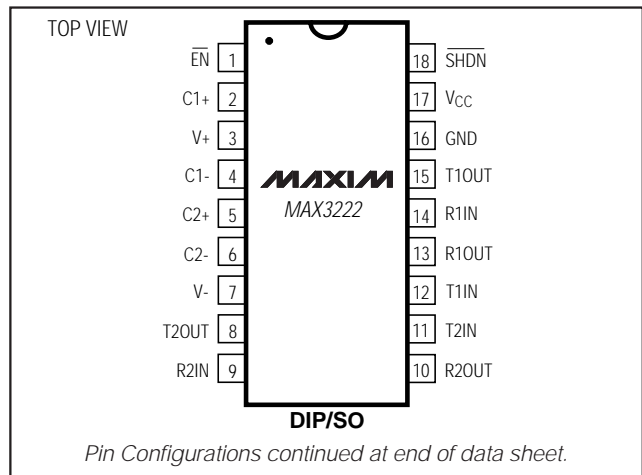 TOP VIEW
EN 1
C1+ 2
V+ 3
C1- 4
C2+ 5
C2- 6
V- 7
T2OUT 8
R2IN 9
MAXIM
MAX3222
18 SHDN
17 VCC
16 GND
15 T1OUT
14 R1IN
13 R1OUT
12 T1IN
11 T2IN
10 R2OUT
DIP/SO
Pin Configurations continued at end of data sheet.